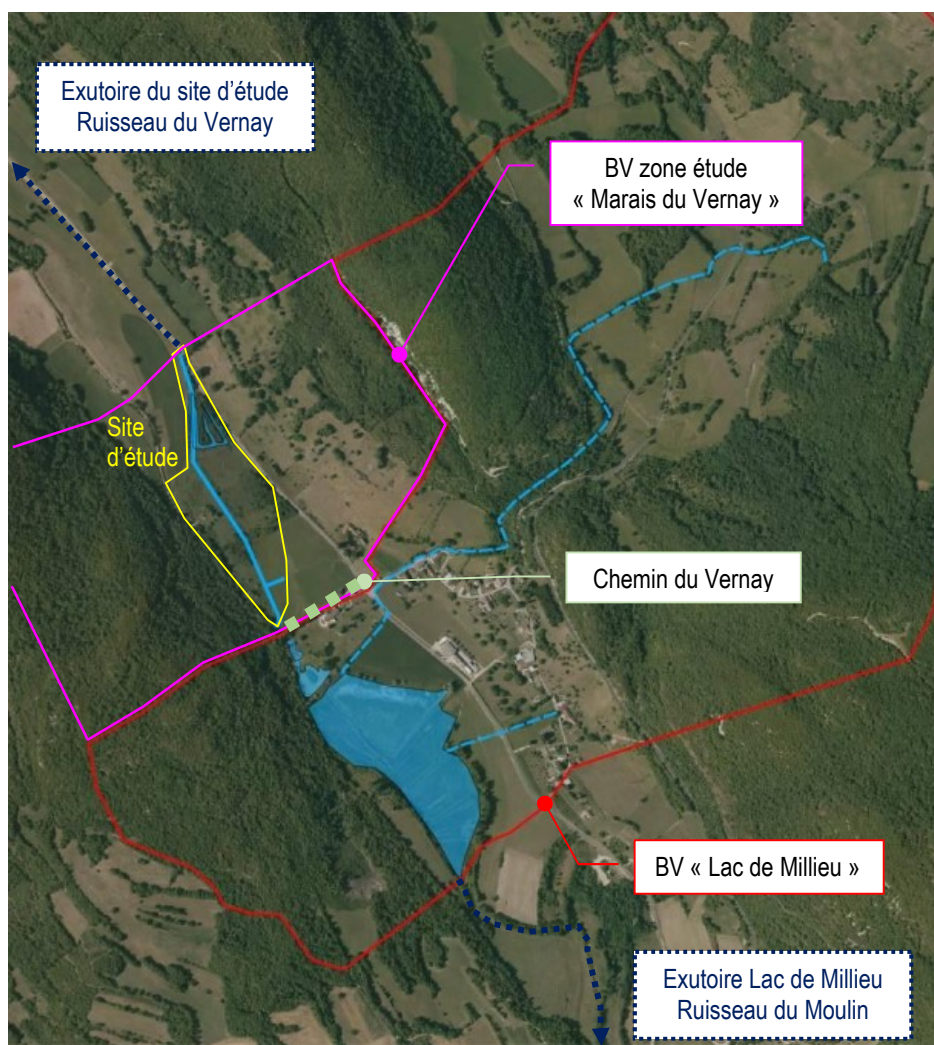 Exutoire du site d’étude
Ruisseau du Vernay
BV zone étude
« Marais du Vernay »
Site
d’étude
Chemin du Vernay
BV « Lac de Millieu »
Exutoire Lac de Millieu
Ruisseau du Moulin